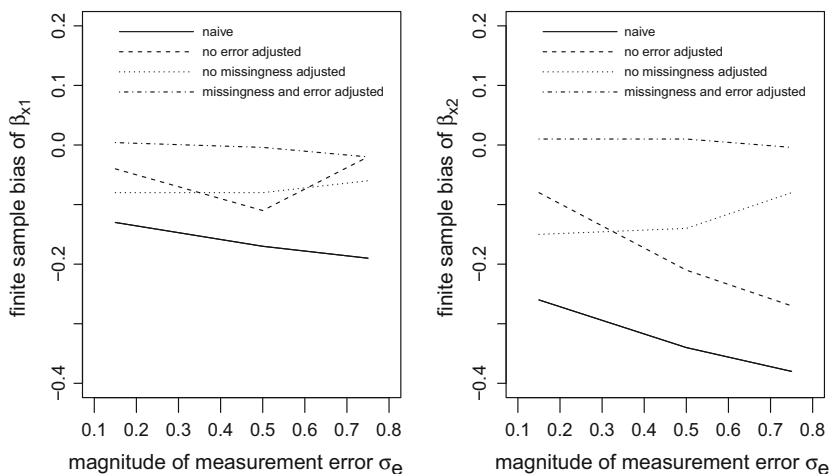 finite sample bias of βx1
0.2
0.1
0.0
−0.2
−0.4
naive
no error adjusted
no missingness adjusted
missingness and error adjusted
0.1 0.2 0.3 0.4 0.5 0.6 0.7 0.8
magnitude of measurement error σe
finite sample bias of βx2
0.2
0.1
0.0
−0.2
−0.4
naive
no error adjusted
no missingness adjusted
missingness and error adjusted
0.1 0.2 0.3 0.4 0.5 0.6 0.7 0.8
magnitude of measurement error σe